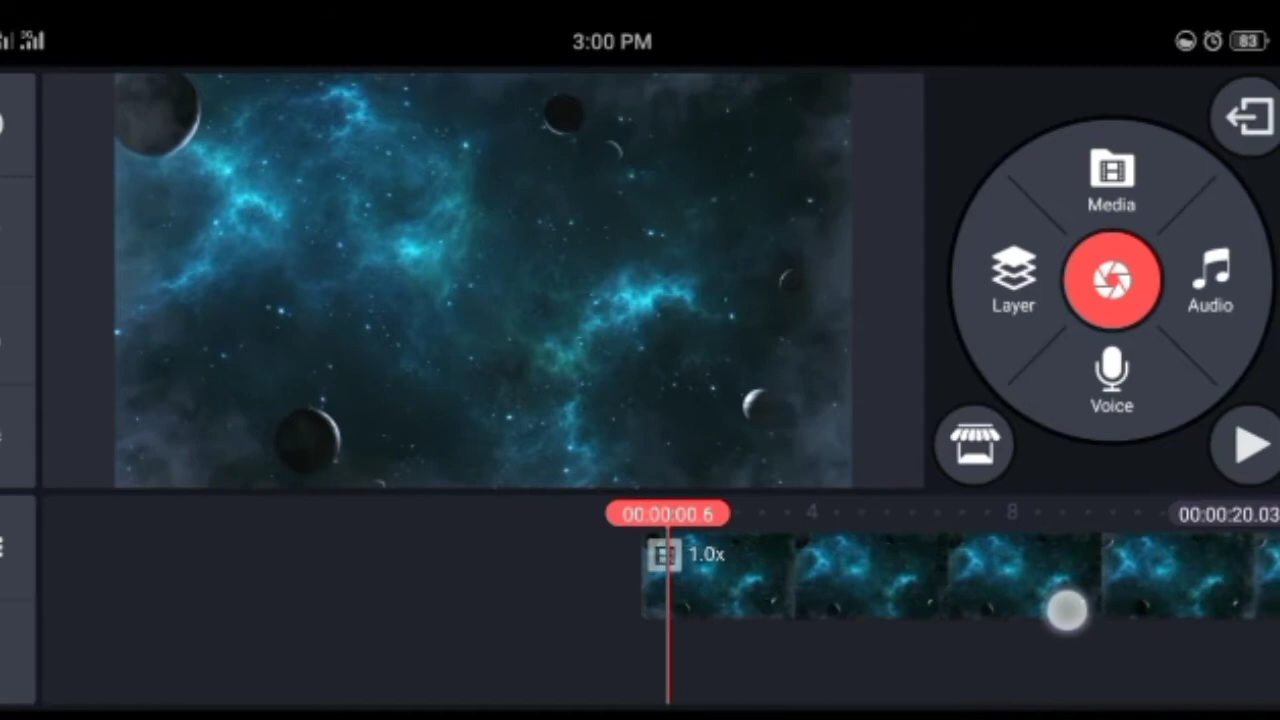 3G
3:00 PM
83
Media
Layer
Audio
Voice
00:00:00.6
4
8
00:00:20.03
1.0x